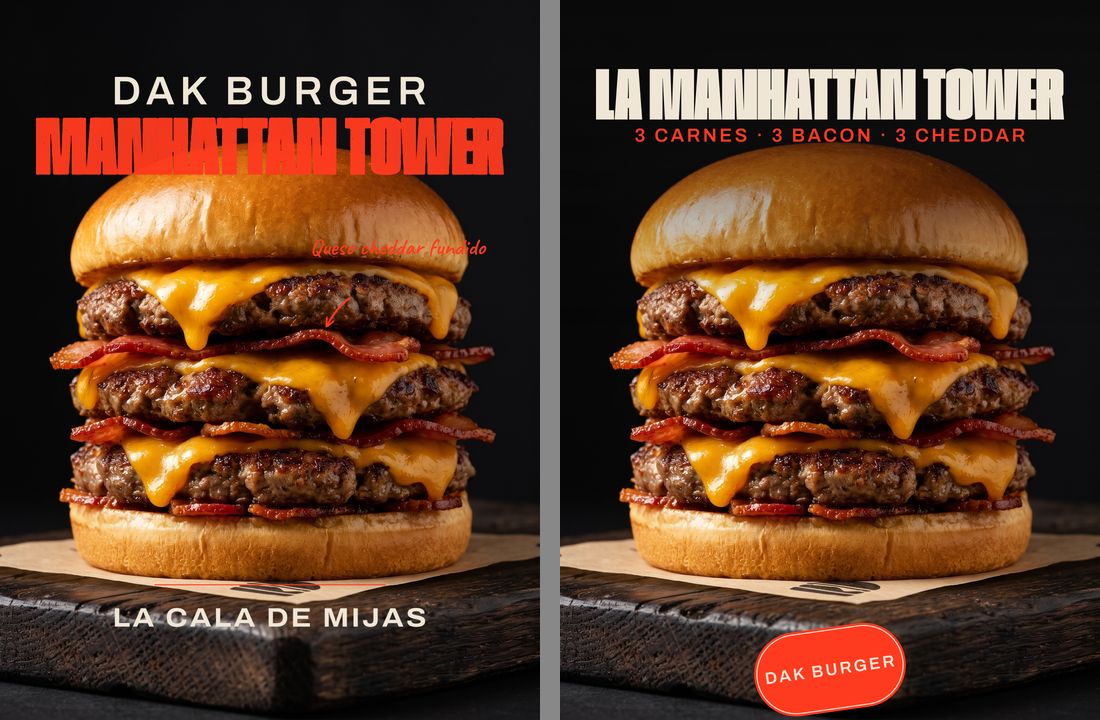 DAK BURGER
MANHATTAN TOWER
Queso cheddar fundido
LA CALA DE MIJAS
LA MANHATTAN TOWER
3 CARNES · 3 BACON · 3 CHEDDAR
DAK BURGER